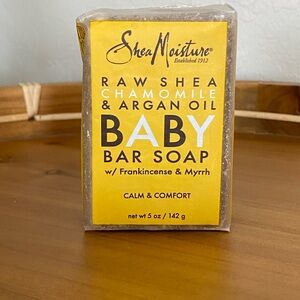 SheaMoisture®
Established 1912
RAW SHEA
CHAMOMILE
& ARGAN OIL
BABY
BAR SOAP
w/ Frankincense & Myrrh
CALM & COMFORT
net wt 5 oz / 142 g